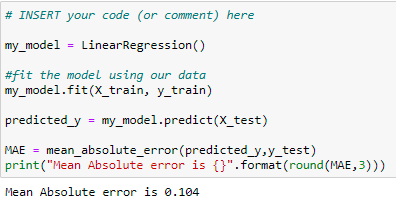 # INSERT your code (or comment) here
my_model = LinearRegression()
#fit the model using our data
my_model.fit(X_train, y_train)
predicted_y = my_model.predict(X_test)
MAE = mean_absolute_error(predicted_y,y_test)
print("Mean Absolute error is {}".format(round(MAE,3)))
Mean Absolute error is 0.104